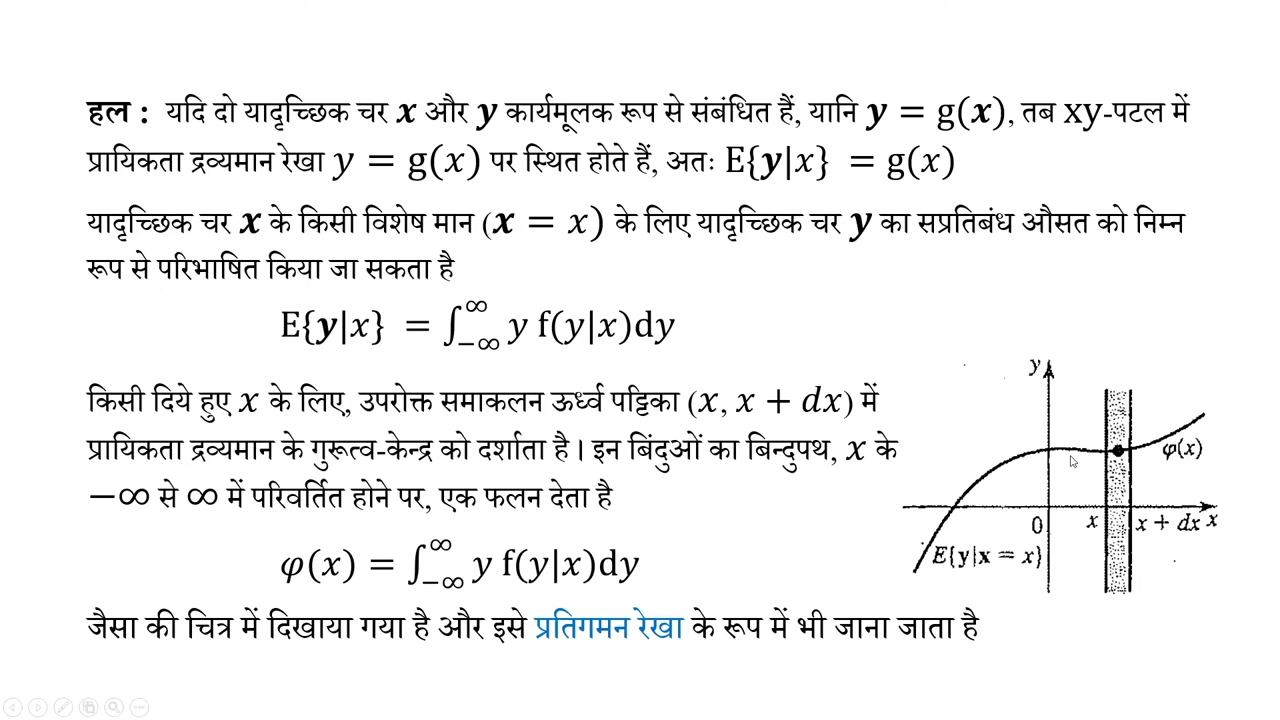 हल : यदि दो यादृच्छिक चर x और y कार्यमूलक रूप से संबंधित हैं, यानि y = g(x), तब xy-पटल में
प्रायिकता द्रव्यमान रेखा y = g(x) पर स्थित होते हैं, अतः E{y|x} = g(x)
यादृच्छिक चर x के किसी विशेष मान (x = x) के लिए यादृच्छिक चर y का सप्रतिबंध औसत को निम्न
रूप से परिभाषित किया जा सकता है
E{y|x} = ∫_{-∞}^{∞} y f(y|x)dy
किसी दिये हुए x के लिए, उपरोक्त समाकलन ऊर्ध्व पट्टिका (x, x + dx) में
प्रायिकता द्रव्यमान के गुरूत्व-केन्द्र को दर्शाता है। इन बिंदुओं का बिन्दुपथ, x के
−∞ से ∞ में परिवर्तित होने पर, एक फलन देता है
φ(x) = ∫_{-∞}^{∞} y f(y|x)dy
जैसा की चित्र में दिखाया गया है और इसे प्रतिगमन रेखा के रूप में भी जाना जाता है
y
φ(x)
0 x x + dx x
E{y|x = x}